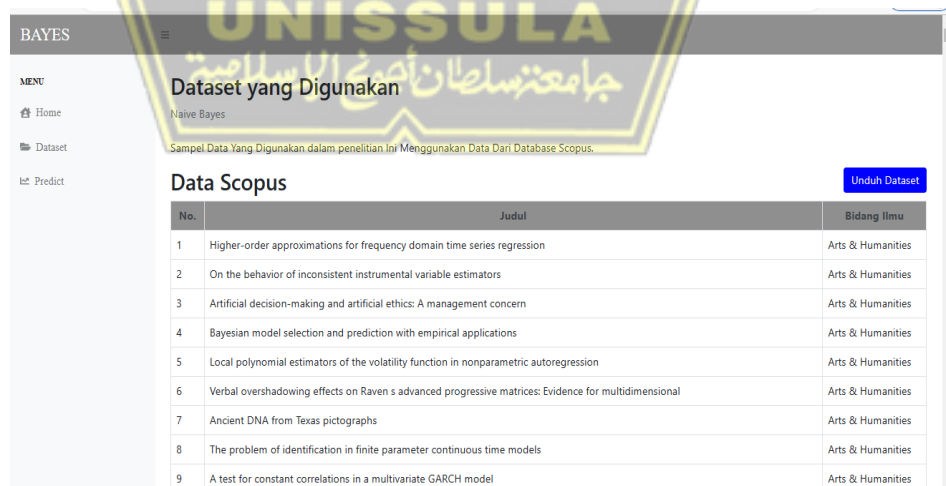 UNISSULA
جامعة سلطان أجونج الإسلامية
BAYES
MENU
Home
Dataset
Predict
Dataset yang Digunakan
Naive Bayes
Sampel Data Yang Digunakan dalam penelitian Ini Menggunakan Data Dari Database Scopus.
Data Scopus
Unduh Dataset
No. Judul Bidang Ilmu
1 Higher-order approximations for frequency domain time series regression Arts & Humanities
2 On the behavior of inconsistent instrumental variable estimators Arts & Humanities
3 Artificial decision-making and artificial ethics: A management concern Arts & Humanities
4 Bayesian model selection and prediction with empirical applications Arts & Humanities
5 Local polynomial estimators of the volatility function in nonparametric autoregression Arts & Humanities
6 Verbal overshadowing effects on Raven s advanced progressive matrices: Evidence for multidimensional Arts & Humanities
7 Ancient DNA from Texas pictographs Arts & Humanities
8 The problem of identification in finite parameter continuous time models Arts & Humanities
9 A test for constant correlations in a multivariate GARCH model Arts & Humanities